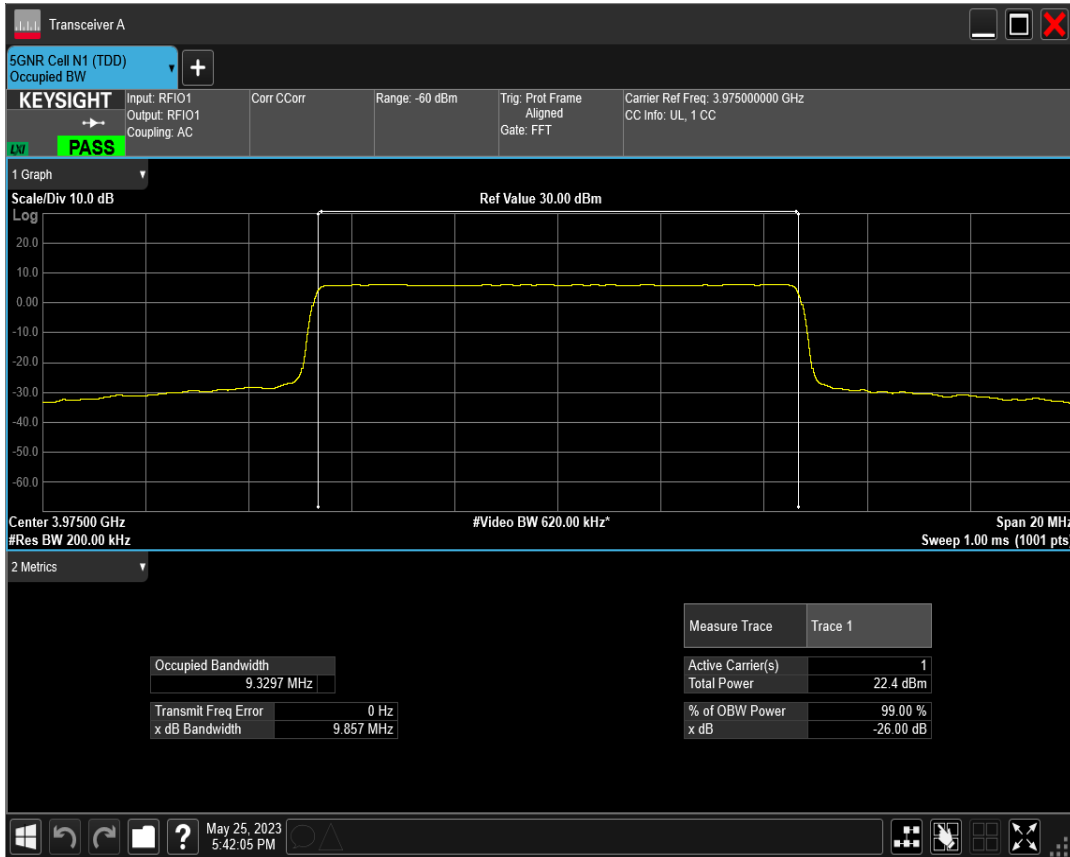 Transceiver A
5GNR Cell N1 (TDD)
Occupied BW
+
KEYSIGHT
LXI
PASS
Input: RFIO1
Output: RFIO1
Coupling: AC
Corr CCorr
Range: -60 dBm
Trig: Prot Frame
Aligned
Gate: FFT
Carrier Ref Freq: 3.975000000 GHz
CC Info: UL, 1 CC
1 Graph
Scale/Div 10.0 dB
Ref Value 30.00 dBm
Log
20.0
10.0
0.00
-10.0
-20.0
-30.0
-40.0
-50.0
-60.0
Center 3.97500 GHz
#Video BW 620.00 kHz*
Span 20 MHz
#Res BW 200.00 kHz
Sweep 1.00 ms (1001 pts)
2 Metrics
Measure Trace Trace 1
Occupied Bandwidth
9.3297 MHz
Active Carrier(s) 1
Total Power 22.4 dBm
Transmit Freq Error 0 Hz
x dB Bandwidth 9.857 MHz
% of OBW Power 99.00 %
x dB -26.00 dB
?
May 25, 2023
5:42:05 PM